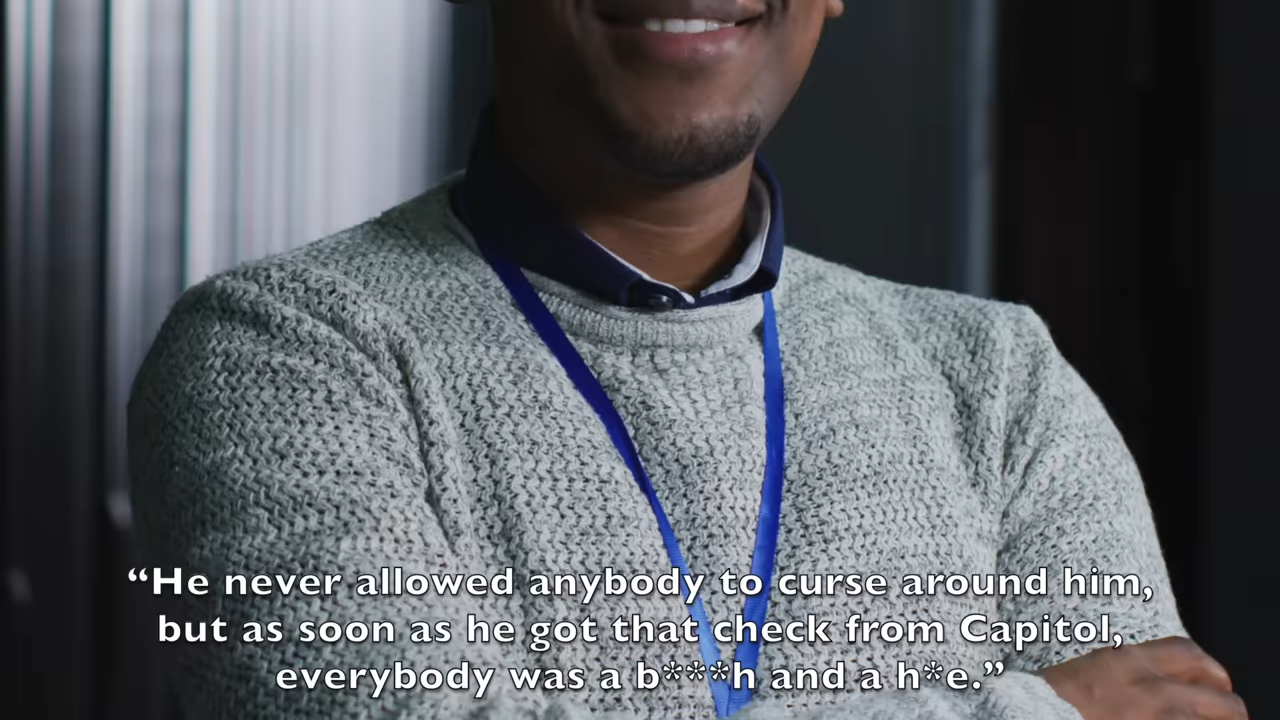 “He never allowed anybody to curse around him,
but as soon as he got that check from Capitol,
everybody was a b***h and a h*e.”